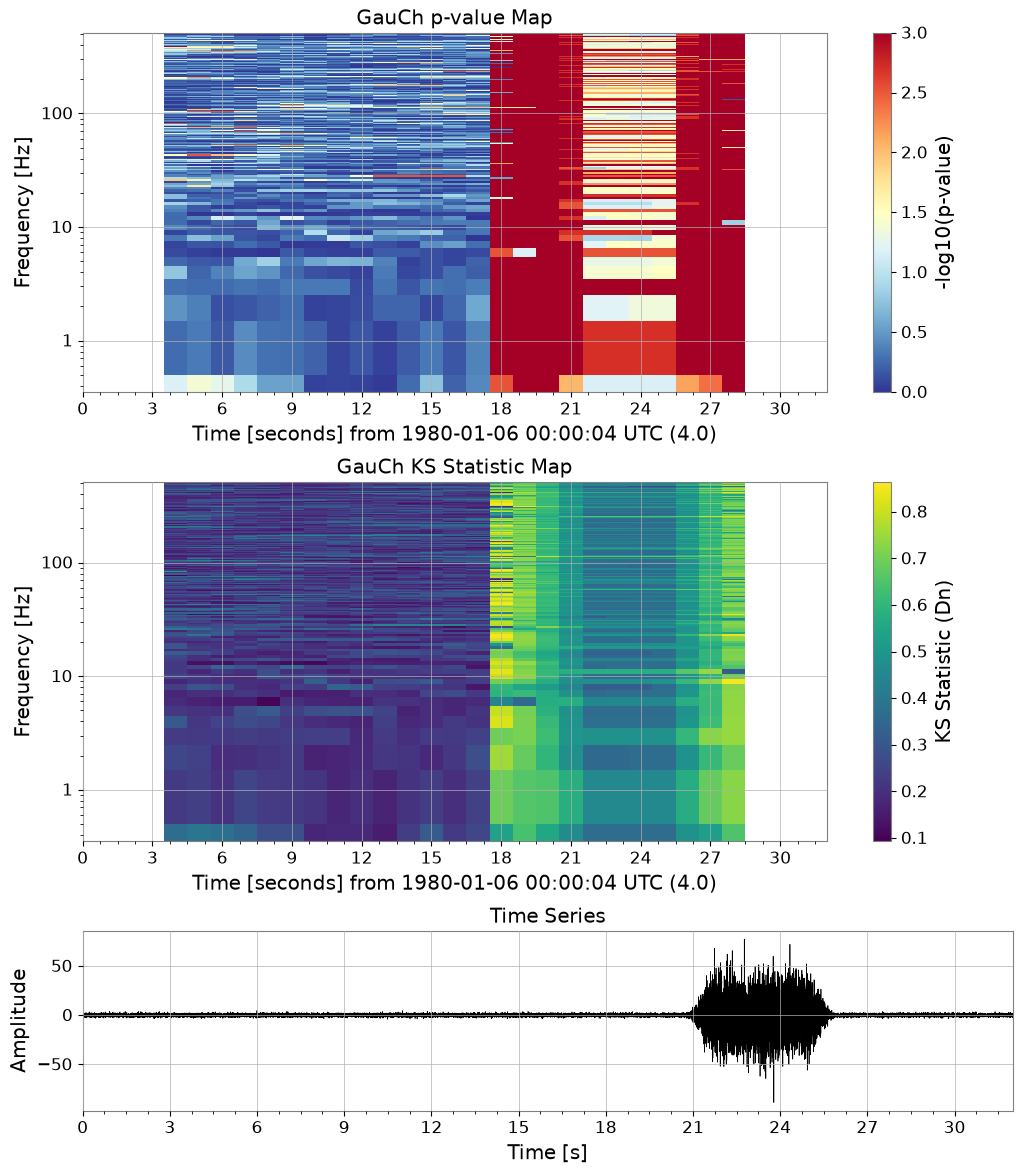 GauCh p-value Map
Frequency [Hz]
100
10
1
0 3 6 9 12 15 18 21 24 27 30
Time [seconds] from 1980-01-06 00:00:04 UTC (4.0)
3.0
2.5
2.0
1.5
1.0
0.5
0.0
-log10(p-value)
GauCh KS Statistic Map
Frequency [Hz]
100
10
1
0 3 6 9 12 15 18 21 24 27 30
Time [seconds] from 1980-01-06 00:00:04 UTC (4.0)
0.8
0.7
0.6
0.5
0.4
0.3
0.2
0.1
KS Statistic (Dn)
Time Series
Amplitude
50
0
−50
0 3 6 9 12 15 18 21 24 27 30
Time [s]